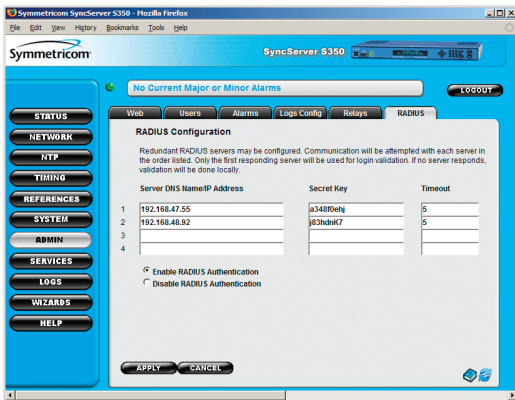 Symmetricom SyncServer S350 - Mozilla Firefox
File Edit View History Bookmarks Tools Help
Symmetricom
SyncServer S350
No Current Major or Minor Alarms
LOGOUT
STATUS
NETWORK
NTP
TIMING
REFERENCES
SYSTEM
ADMIN
SERVICES
LOGS
WIZARDS
HELP
Web Users Alarms Logs Config Relays RADIUS
RADIUS Configuration
Redundant RADIUS servers may be configured. Communication will be attempted with each server in
the order listed. Only the first responding server will be used for login validation. If no server responds,
validation will be done locally.
Server DNS Name/IP Address Secret Key Timeout
1 192.168.47.55 a348f0ehj 5
2 192.168.48.92 j83hdnK7 5
3
4
Enable RADIUS Authentication
Disable RADIUS Authentication
APPLY CANCEL